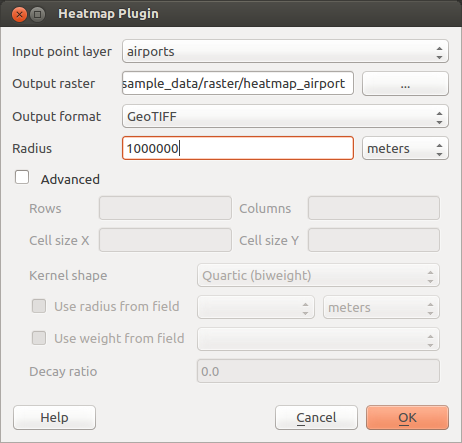 Heatmap Plugin
Input point layer airports
Output raster sample_data/raster/heatmap_airport ...
Output format GeoTIFF
Radius 1000000 meters
Advanced
Rows Columns
Cell size X Cell size Y
Kernel shape Quartic (biweight)
Use radius from field meters
Use weight from field
Decay ratio 0.0
Help Cancel OK